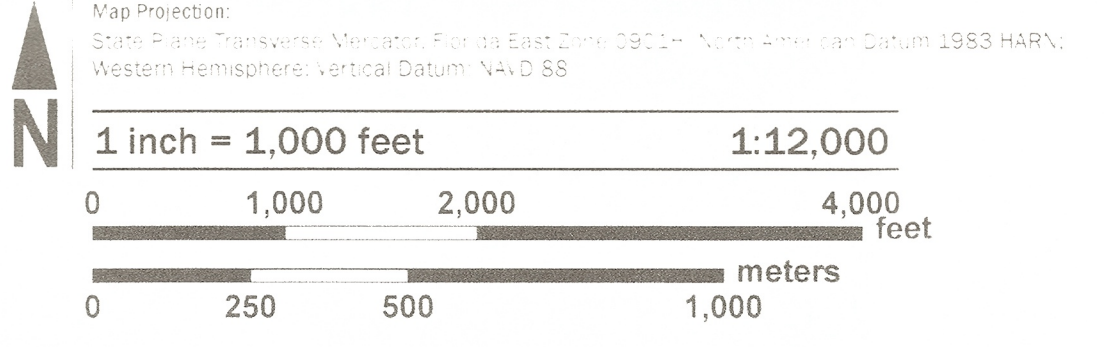 Map Projection:
State Plane Transverse Mercator, Florida East Zone 0901; North American Datum 1983 HARN;
Western Hemisphere; Vertical Datum: NAVD 88
N
1 inch = 1,000 feet 1:12,000
0 1,000 2,000 4,000
feet
meters
0 250 500 1,000